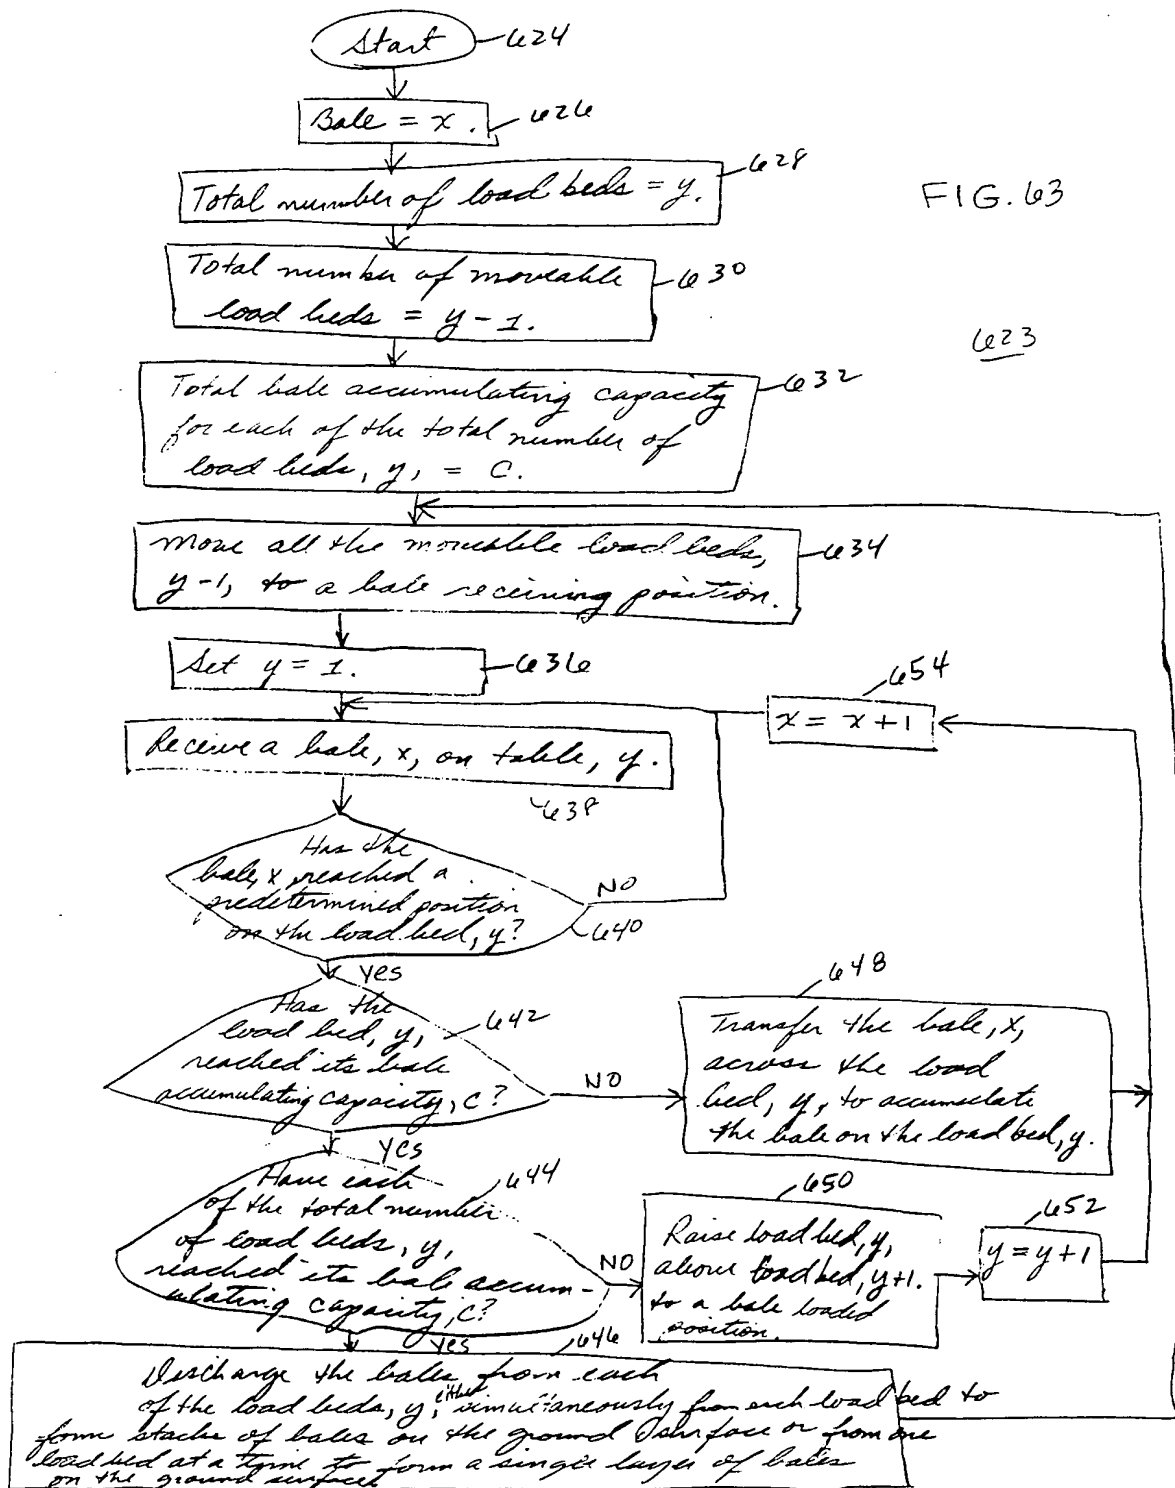 Start 624
Bale = x. 626
628
Total number of load beds = y.
FIG. 63
Total number of moveable
630
load beds = y - 1.
623
632
Total bale accumulating capacity
for each of the total number of
load beds, y, = C.
Move all the moveable load beds,
634
y-1, to a bale receiving position.
Set y = 1. 636
654
x = x + 1
Receive a bale, x, on table, y.
638
Has the
bale, x, reached a
predetermined position
on the load bed, y?
NO
640
yes
Has the
load bed, y,
642
reached its bale
accumulating capacity, C?
NO
648
Transfer the bale, x,
across the load
bed, y, to accumulate
the bale on the load bed, y.
yes
Have each
644
of the total number
of load beds, y,
reached its bale accum-
ulating capacity, C?
NO
650
Raise load bed, y,
above load bed, y+1.
to a bale loaded
position.
652
y = y + 1
yes
646
Discharge the bales from each
of the load beds, y, either simultaneously from each load bed to
form stacks of bales on the ground surface or from one
load bed at a time to form a single layer of bales
on the ground surface